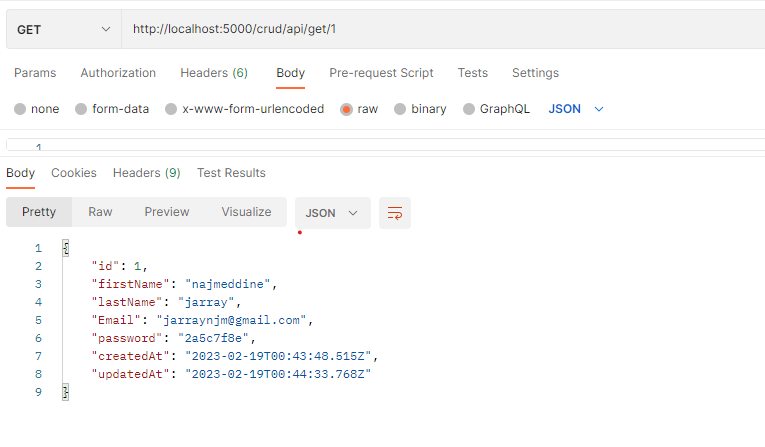 GET http://localhost:5000/crud/api/get/1
Params Authorization Headers (6) Body Pre-request Script Tests Settings
none form-data x-www-form-urlencoded raw binary GraphQL JSON
1
Body Cookies Headers (9) Test Results
Pretty Raw Preview Visualize JSON
1 {
2 "id": 1,
3 "firstName": "najmeddine",
4 "lastName": "jarray",
5 "Email": "jarraynjm@gmail.com",
6 "password": "2a5c7f8e",
7 "createdAt": "2023-02-19T00:43:48.515Z",
8 "updatedAt": "2023-02-19T00:44:33.768Z"
9 }